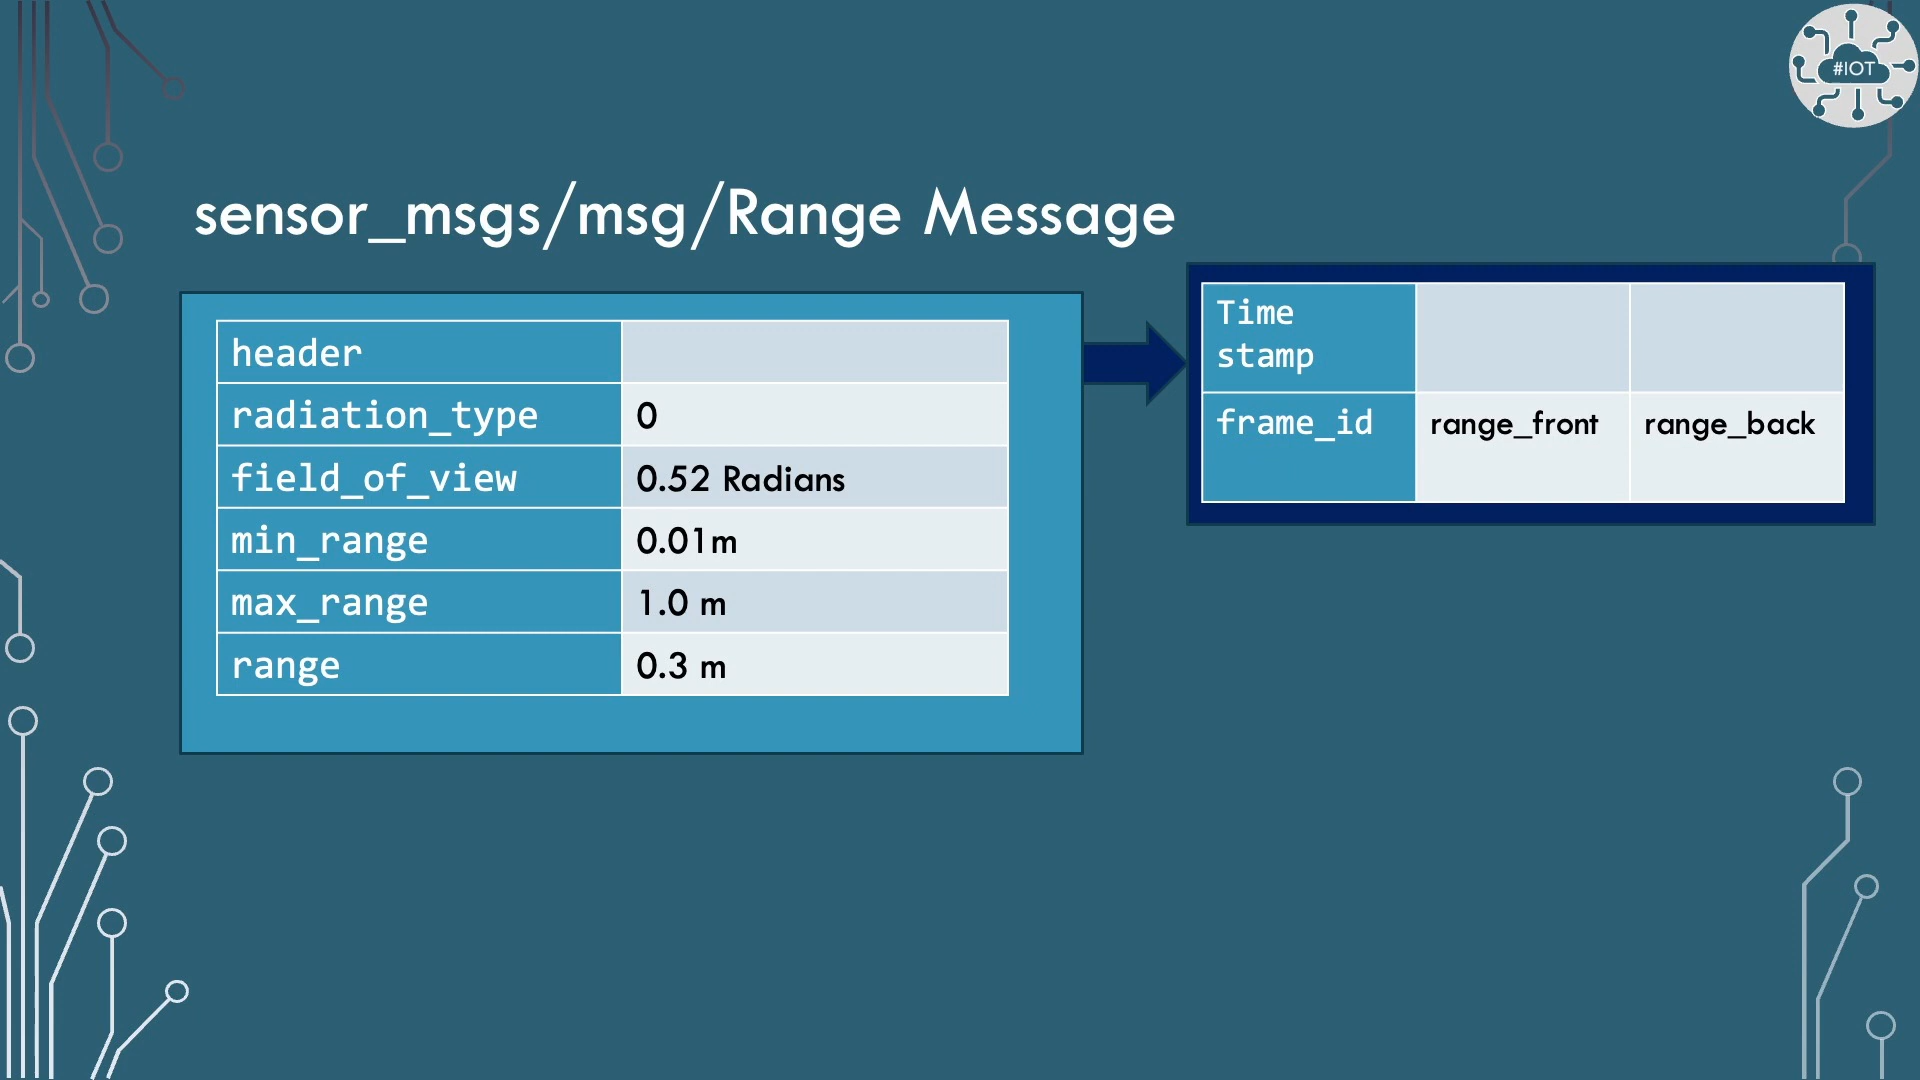 #IOT
sensor_msgs/msg/Range Message
header
radiation_type 0
field_of_view 0.52 Radians
min_range 0.01m
max_range 1.0 m
range 0.3 m
Time
stamp
frame_id range_front range_back